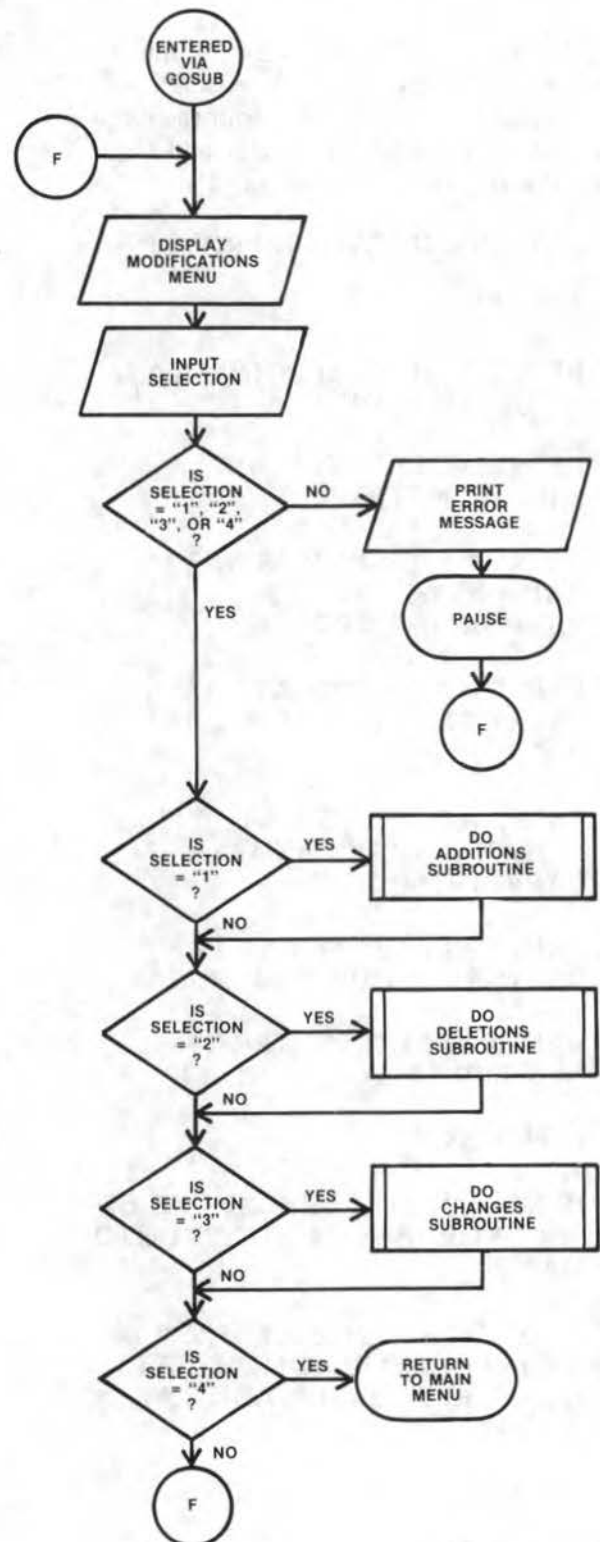 ENTERED
VIA
GOSUB
F
DISPLAY
MODIFICATIONS
MENU
INPUT
SELECTION
IS
SELECTION
= "1", "2",
"3", OR "4"
?
NO
PRINT
ERROR
MESSAGE
PAUSE
F
YES
IS
SELECTION
= "1"
?
YES
DO
ADDITIONS
SUBROUTINE
NO
IS
SELECTION
= "2"
?
YES
DO
DELETIONS
SUBROUTINE
NO
IS
SELECTION
= "3"
?
YES
DO
CHANGES
SUBROUTINE
NO
IS
SELECTION
= "4"
?
YES
RETURN
TO MAIN
MENU
NO
F